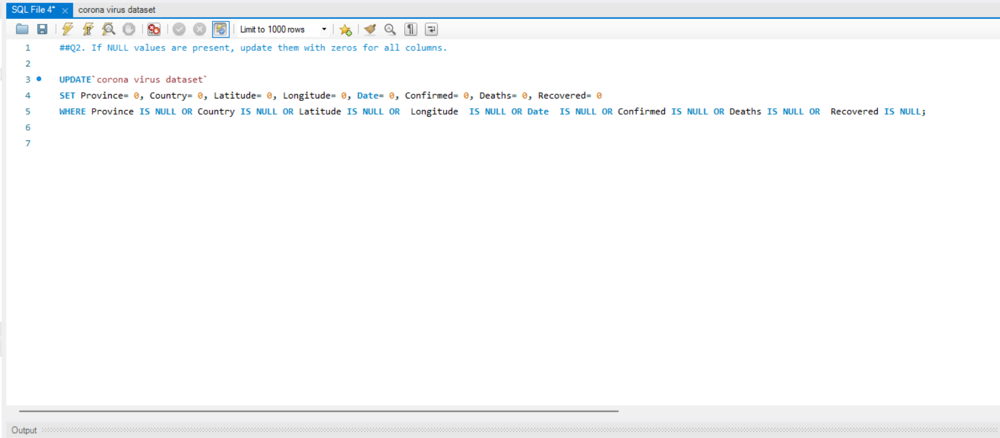 SQL File 4* × corona virus dataset
Limit to 1000 rows
1 ##Q2. If NULL values are present, update them with zeros for all columns.
2
3 UPDATE`corona virus dataset`
4 SET Province= 0, Country= 0, Latitude= 0, Longitude= 0, Date= 0, Confirmed= 0, Deaths= 0, Recovered= 0
5 WHERE Province IS NULL OR Country IS NULL OR Latitude IS NULL OR  Longitude  IS NULL OR Date  IS NULL OR Confirmed IS NULL OR Deaths IS NULL OR  Recovered IS NULL;
6
7
Output